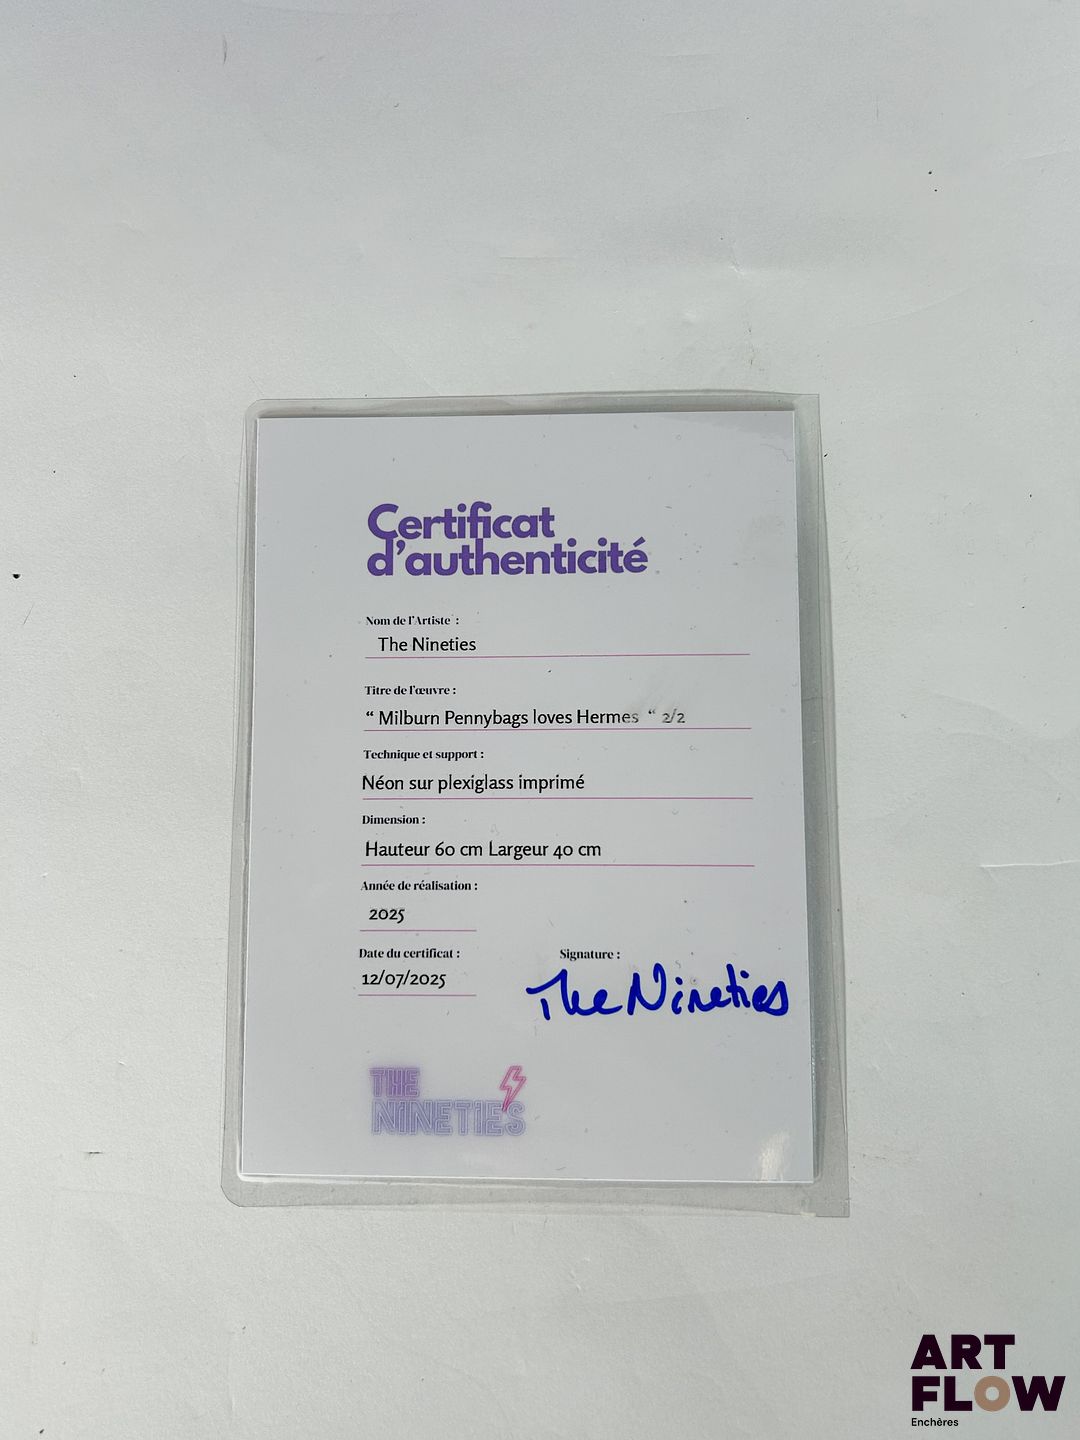 Certificat
d'authenticité
Nom de l'Artiste :
The Nineties
Titre de l'œuvre :
“ Milburn Pennybags loves Hermes “ 2/2
Technique et support :
Néon sur plexiglass imprimé
Dimension :
Hauteur 60 cm Largeur 40 cm
Année de réalisation :
2025
Date du certificat :
Signature :
12/07/2025
The Nineties
THE
NINETIES
ART
FLOW
Enchères